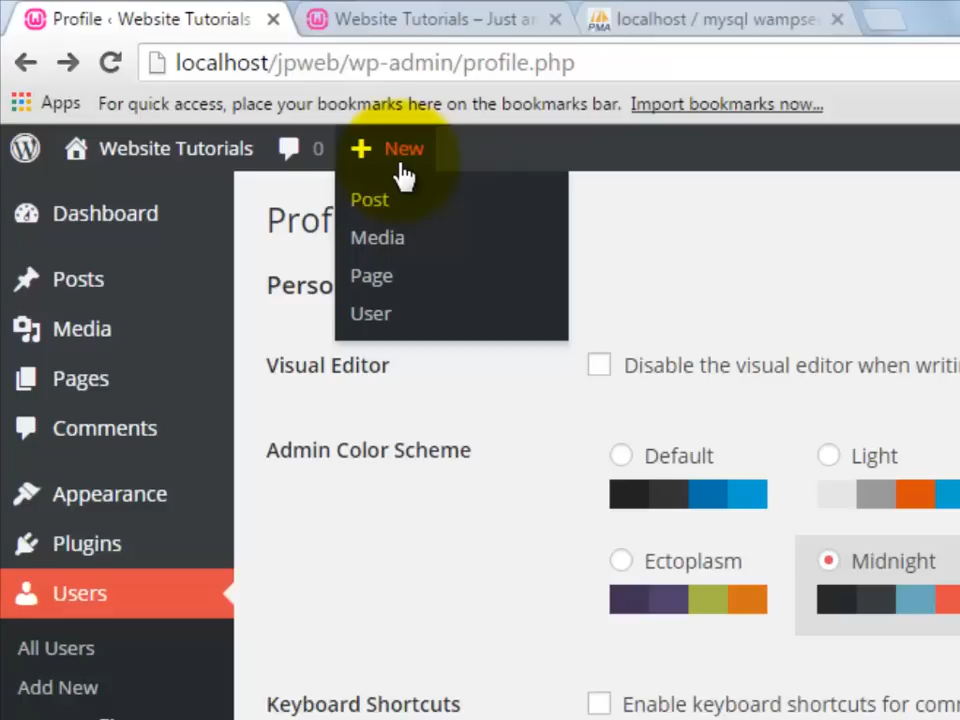 Profile ‹ Website Tutorials
Website Tutorials – Just an
localhost / mysql wampse
localhost/jpweb/wp-admin/profile.php
Apps For quick access, place your bookmarks here on the bookmarks bar. Import bookmarks now...
Website Tutorials 0 New
Post
Media
Page
User
Dashboard
Posts
Media
Pages
Comments
Appearance
Plugins
Users
All Users
Add New
Prof
Perso
Visual Editor
Disable the visual editor when writi
Admin Color Scheme
Default
Light
Ectoplasm
Midnight
Keyboard Shortcuts
Enable keyboard shortcuts for com